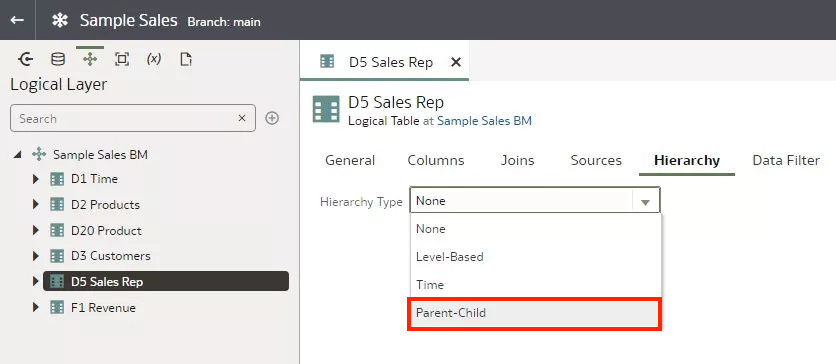 Sample Sales Branch: main
(x)
Logical Layer
Search
Sample Sales BM
D1 Time
D2 Products
D20 Product
D3 Customers
D5 Sales Rep
F1 Revenue
D5 Sales Rep
D5 Sales Rep
Logical Table at Sample Sales BM
General Columns Joins Sources Hierarchy Data Filter
Hierarchy Type None
None
Level-Based
Time
Parent-Child